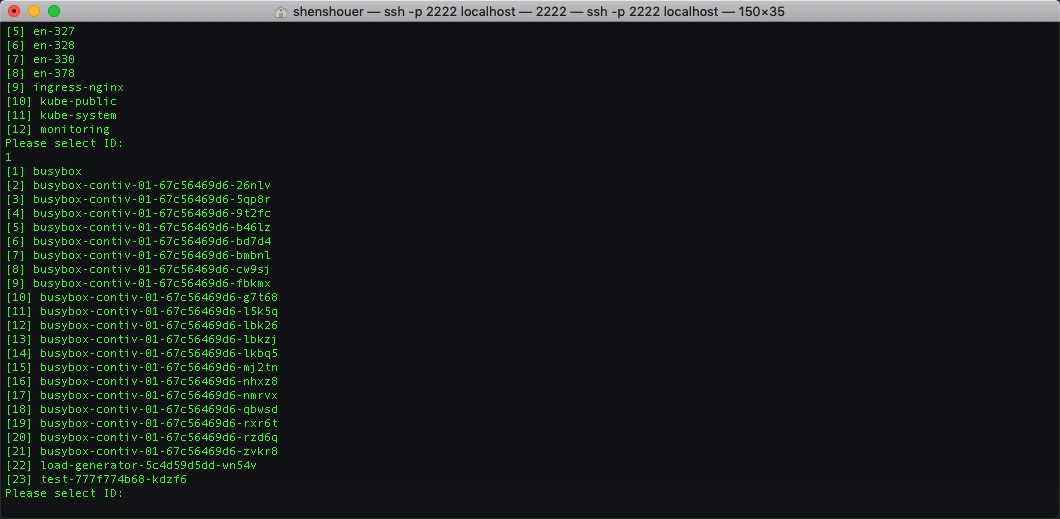 shenshouer — ssh -p 2222 localhost — 2222 — ssh -p 2222 localhost — 150×35
[5] en-327
[6] en-328
[7] en-330
[8] en-378
[9] ingress-nginx
[10] kube-public
[11] kube-system
[12] monitoring
Please select ID:
1
[1] busybox
[2] busybox-contiv-01-67c56469d6-26nlv
[3] busybox-contiv-01-67c56469d6-5qp8r
[4] busybox-contiv-01-67c56469d6-9t2fc
[5] busybox-contiv-01-67c56469d6-b46lz
[6] busybox-contiv-01-67c56469d6-bd7d4
[7] busybox-contiv-01-67c56469d6-bmbnl
[8] busybox-contiv-01-67c56469d6-cw9sj
[9] busybox-contiv-01-67c56469d6-fbkmx
[10] busybox-contiv-01-67c56469d6-g7t68
[11] busybox-contiv-01-67c56469d6-l5k5q
[12] busybox-contiv-01-67c56469d6-lbk26
[13] busybox-contiv-01-67c56469d6-lbkzj
[14] busybox-contiv-01-67c56469d6-lkbq5
[15] busybox-contiv-01-67c56469d6-mj2tn
[16] busybox-contiv-01-67c56469d6-nhxz8
[17] busybox-contiv-01-67c56469d6-nmrvx
[18] busybox-contiv-01-67c56469d6-qbwsd
[19] busybox-contiv-01-67c56469d6-rxr6t
[20] busybox-contiv-01-67c56469d6-rzd6q
[21] busybox-contiv-01-67c56469d6-zvkr8
[22] load-generator-5c4d59d5dd-wn54v
[23] test-777f774b68-kdzf6
Please select ID: